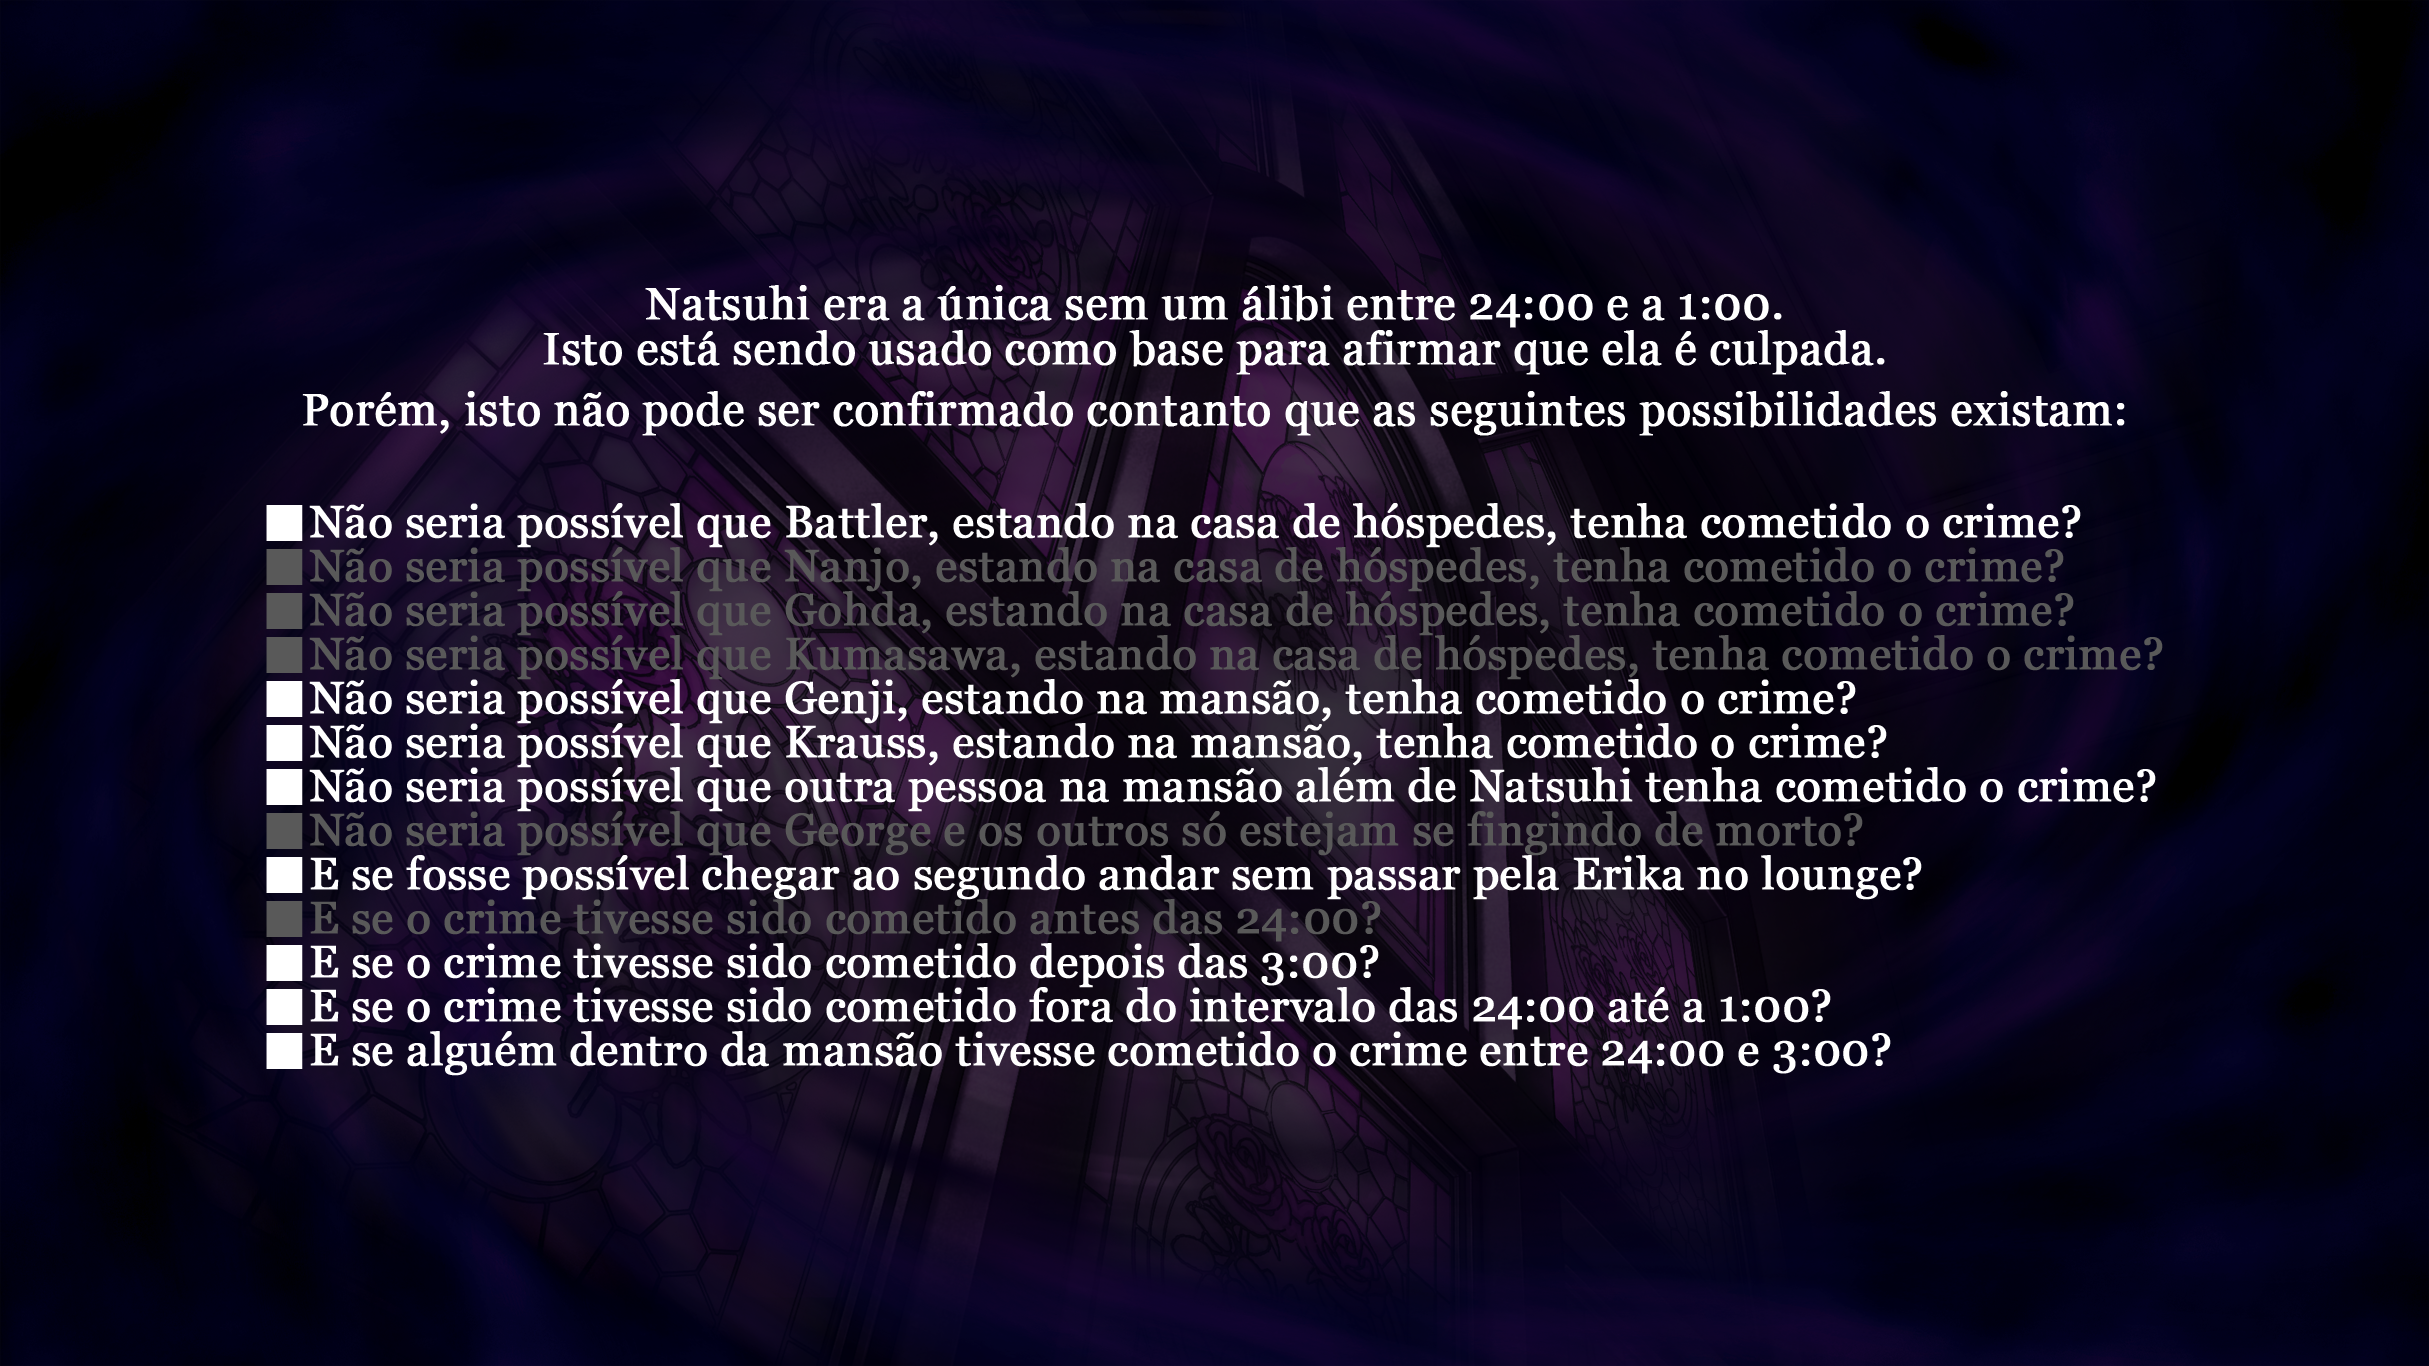 Natsuhi era a única sem um álibi entre 24:00 e a 1:00.
Isto está sendo usado como base para afirmar que ela é culpada.
Porém, isto não pode ser confirmado contanto que as seguintes possibilidades existam:
■Não seria possível que Battler, estando na casa de hóspedes, tenha cometido o crime?
■Não seria possível que Nanjo, estando na casa de hóspedes, tenha cometido o crime?
■Não seria possível que Gohda, estando na casa de hóspedes, tenha cometido o crime?
■Não seria possível que Kumasawa, estando na casa de hóspedes, tenha cometido o crime?
■Não seria possível que Genji, estando na mansão, tenha cometido o crime?
■Não seria possível que Krauss, estando na mansão, tenha cometido o crime?
■Não seria possível que outra pessoa na mansão além de Natsuhi tenha cometido o crime?
■Não seria possível que George e os outros só estejam se fingindo de morto?
■E se fosse possível chegar ao segundo andar sem passar pela Erika no lounge?
■E se o crime tivesse sido cometido antes das 24:00?
■E se o crime tivesse sido cometido depois das 3:00?
■E se o crime tivesse sido cometido fora do intervalo das 24:00 até a 1:00?
■E se alguém dentro da mansão tivesse cometido o crime entre 24:00 e 3:00?